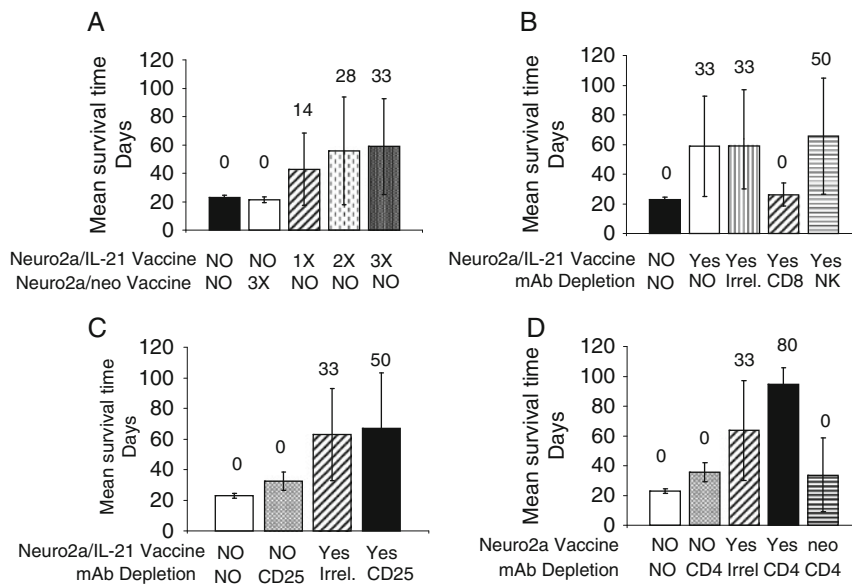 A
Mean survival time
Days
120
100
80
60
40
20
0
0
0
14
28
33
Neuro2a/IL-21 Vaccine NO NO 1X 2X 3X
Neuro2a/neo Vaccine NO 3X NO NO NO
B
Mean survival time
Days
120
100
80
60
40
20
0
0
33
33
0
50
Neuro2a/IL-21 Vaccine NO Yes Yes Yes Yes
mAb Depletion NO NO Irrel. CD8 NK
C
Mean survival time
Days
120
100
80
60
40
20
0
0
0
33
50
Neuro2a/IL-21 Vaccine NO NO Yes Yes
mAb Depletion NO CD25 Irrel. CD25
D
Mean survival time
Days
120
100
80
60
40
20
0
0
0
33
80
0
Neuro2a Vaccine NO NO Yes Yes neo
mAb Depletion NO CD4 Irrel CD4 CD4